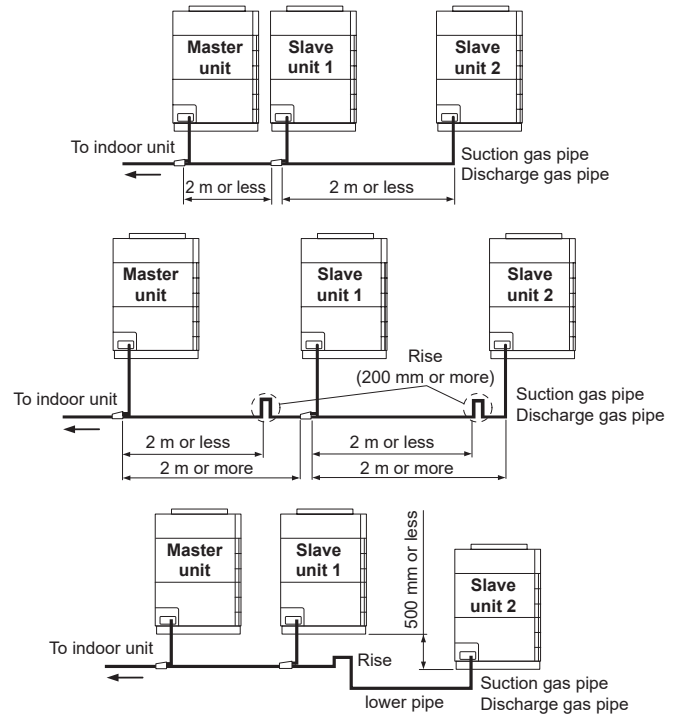 Master
unit
Slave
unit 1
Slave
unit 2
To indoor unit
Suction gas pipe
Discharge gas pipe
2 m or less
2 m or less
Master
unit
Slave
unit 1
Slave
unit 2
Rise
(200 mm or more)
To indoor unit
Suction gas pipe
Discharge gas pipe
2 m or less
2 m or less
2 m or more
2 m or more
Master
unit
Slave
unit 1
500 mm or less
Slave
unit 2
To indoor unit
Rise
lower pipe
Suction gas pipe
Discharge gas pipe